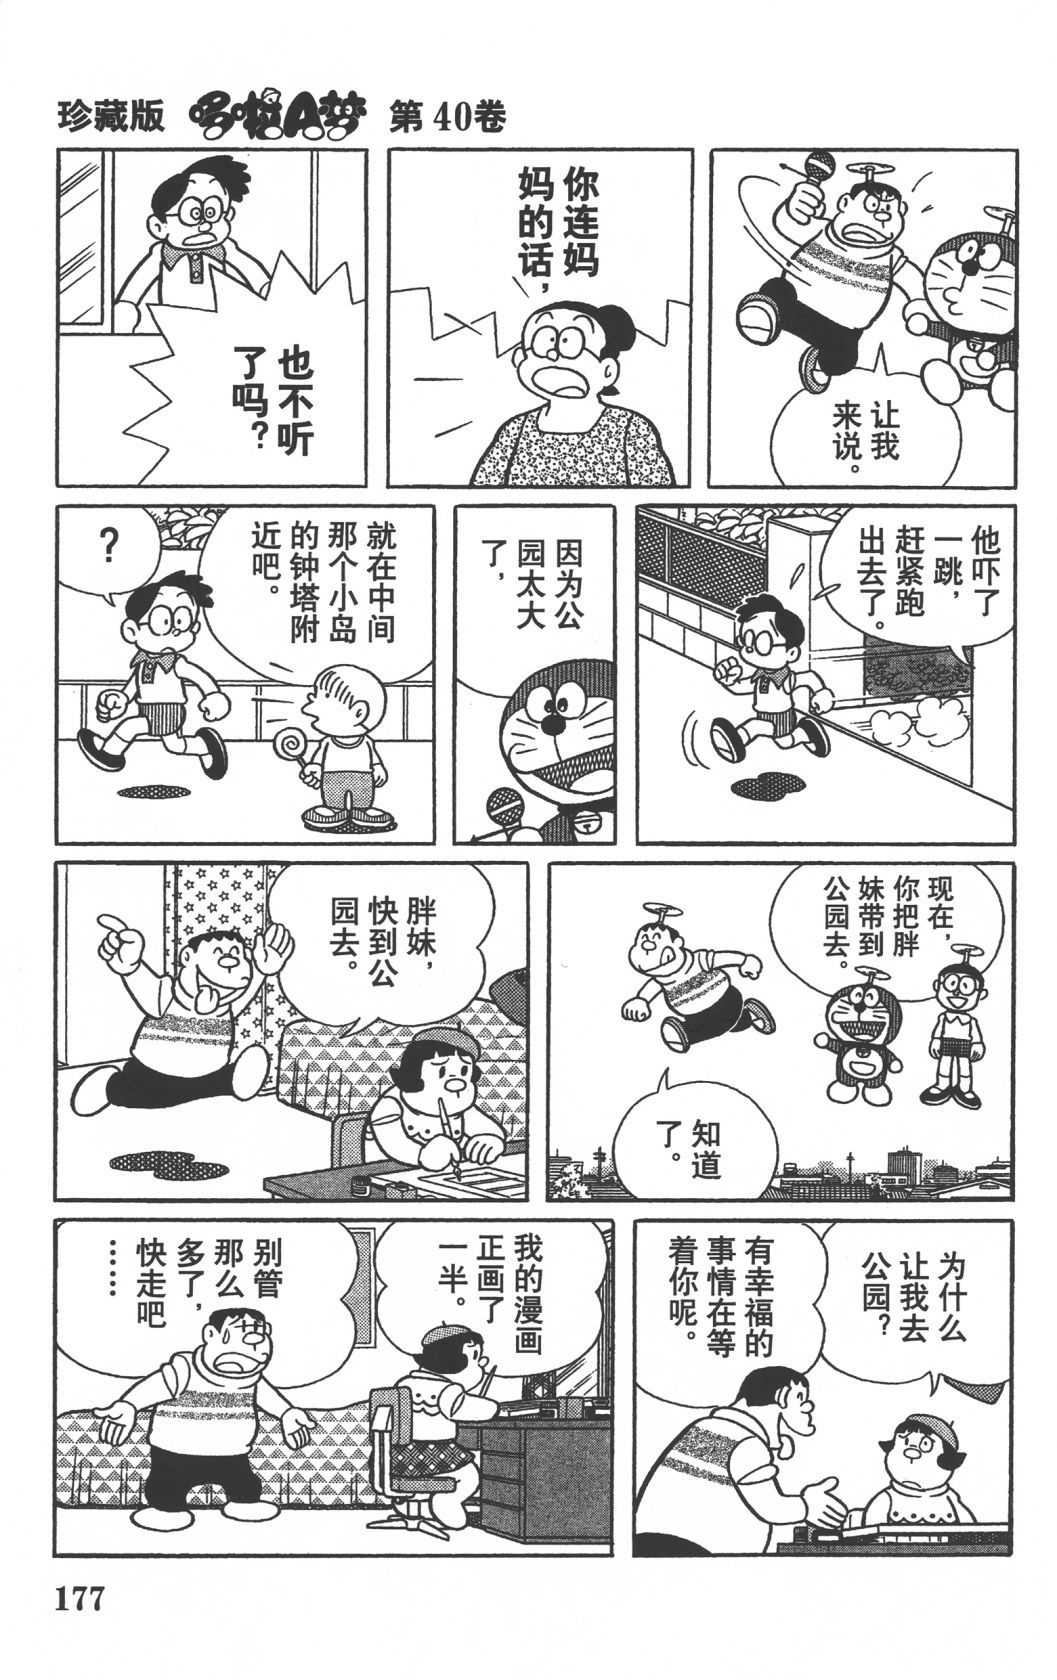 珍藏版 哆啦A梦 第40卷
让我
来说。
你连妈
妈的话，
也不听
了吗？
他吓了
一跳，
赶紧跑
出去了。
因为公
园太大
了，
就在中间
那个小岛
的钟塔附
近吧。
？
现在，
你把胖
妹带到
公园去。
知道
了。
胖妹，
快到公
园去。
为什么
让我去
公园？
有幸福的
事情在等
着你呢。
我的漫画
正画了
一半。
别管
那么
多了，
快走吧
……
177